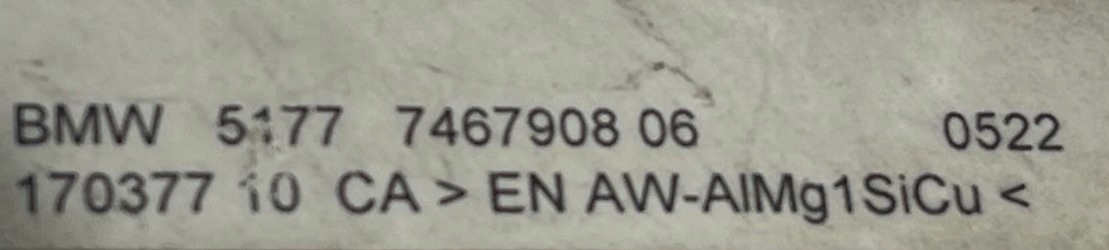 BMW 5177 7467908 06 0522
170377 10 CA > EN AW-AlMg1SiCu <